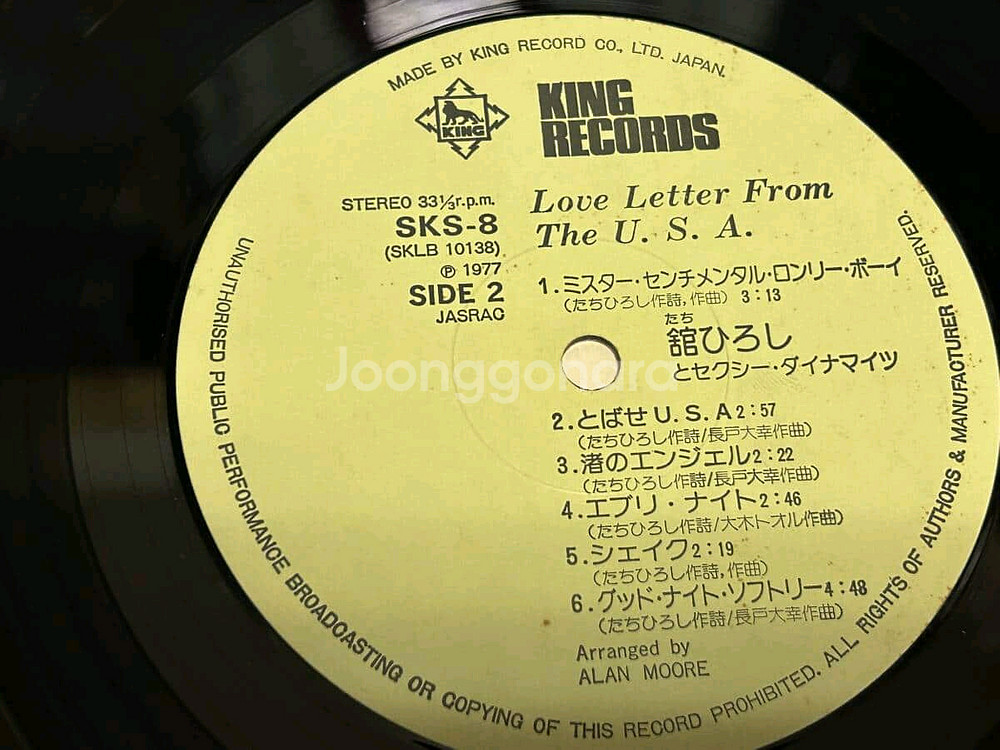 MADE BY KING RECORD CO., LTD. JAPAN.
KING
KING
RECORDS
STEREO 33⅓r.p.m.
SKS-8
(SKLB 10138)
Ⓟ 1977
SIDE 2
JASRAC
Love Letter From
The U. S. A.
1.ミスター・センチメンタル・ロンリー・ボーイ
(たちひろし作詩,作曲) 3:13
たち
舘ひろし
とセクシー・ダイナマイツ
2.とばせU.S.A2:57
(たちひろし作詩/長戸大幸作曲)
3.渚のエンジェル2:22
(たちひろし作詩/長戸大幸作曲)
4.エブリ・ナイト2:46
(たちひろし作詩/大木トオル作曲)
5.シェイク2:19
(たちひろし作詩,作曲)
6.グッド・ナイト・ソフトリー4:48
(たちひろし作詩/長戸大幸作曲)
Arranged by
ALAN MOORE
UNAUTHORISED PUBLIC PERFORMANCE BROADCASTING OR COPYING OF THIS RECORD PROHIBITED. ALL RIGHTS OF AUTHORS & MANUFACTURER RESERVED.
Joonggonara